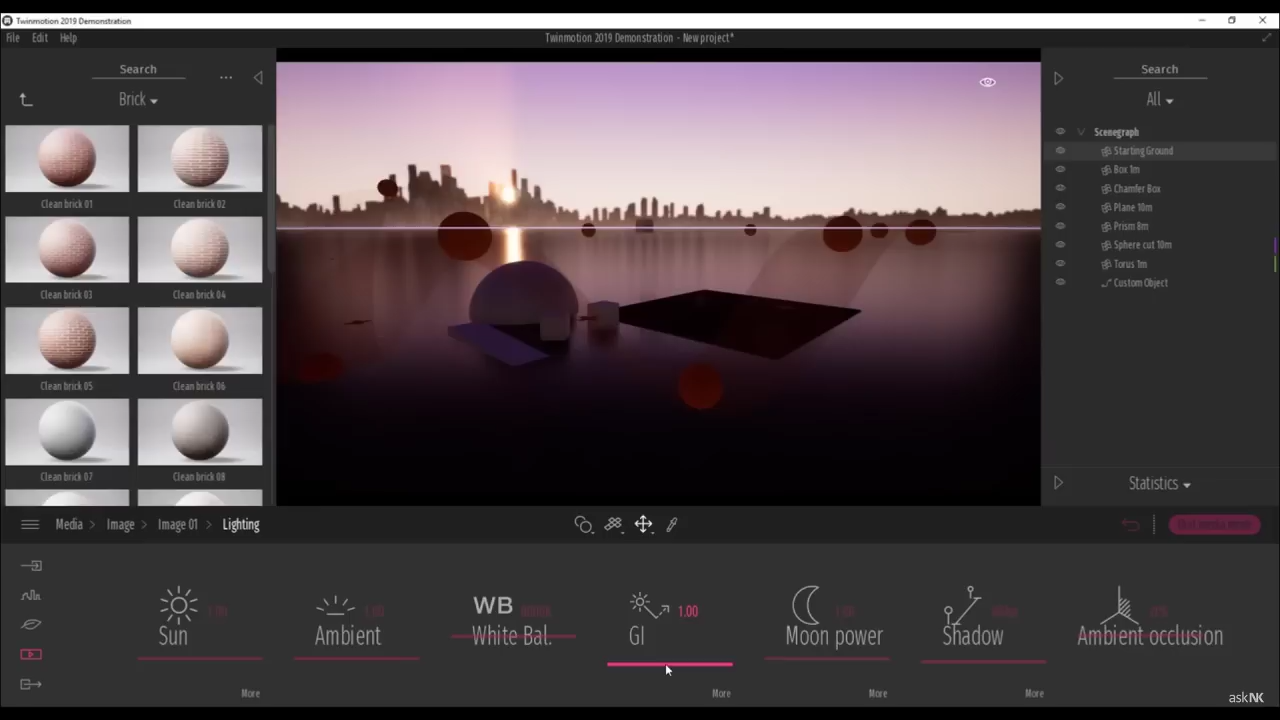 Twinmotion 2019 Demonstration
File Edit Help
Twinmotion 2019 Demonstration - New project*
Search
...
Brick
Clean brick 01
Clean brick 02
Clean brick 03
Clean brick 04
Clean brick 05
Clean brick 06
Clean brick 07
Clean brick 08
Search
All
Scenegraph
Starting Ground
Box 1m
Chamfer Box
Plane 10m
Prism 8m
Sphere cut 10m
Torus 1m
Custom Object
Statistics
Media > Image > Image 01 > Lighting
Sun
Ambient
WB
White Bal.
1.00
GI
Moon power
Shadow
Ambient occlusion
More
More
More
More
askNK